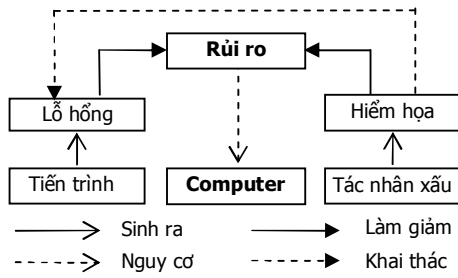 Rủi ro
Lỗ hổng
Hiểm họa
Tiến trình
Computer
Tác nhân xấu
Sinh ra
Làm giảm
Nguy cơ
Khai thác